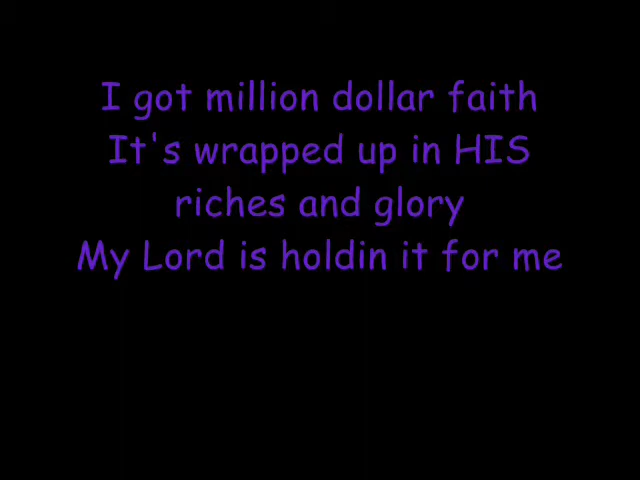 I got million dollar faith
It's wrapped up in HIS
riches and glory
My Lord is holdin it for me